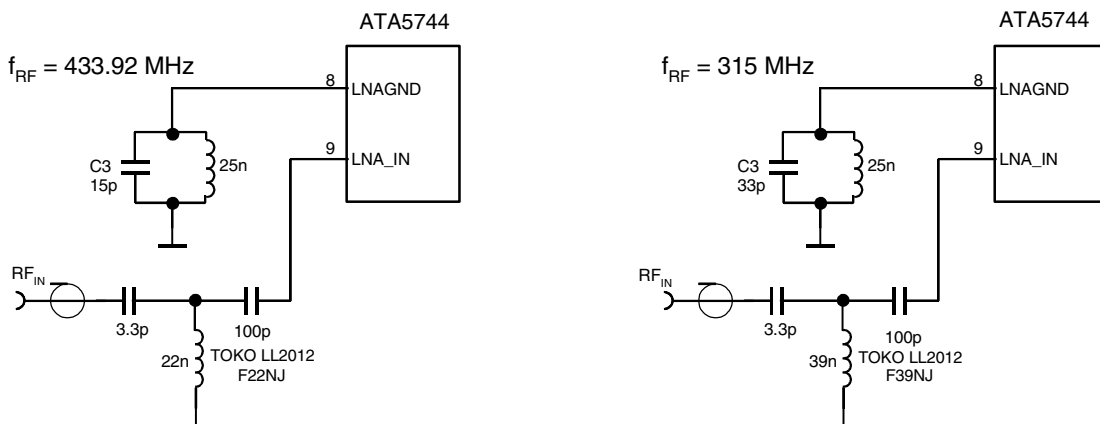 ATA5744
f_RF = 433.92 MHz
8
LNAGND
C3
15p
25n
9
LNA_IN
RF_IN
3.3p
100p
22n
TOKO LL2012
F22NJ
ATA5744
f_RF = 315 MHz
8
LNAGND
C3
33p
25n
9
LNA_IN
RF_IN
3.3p
100p
39n
TOKO LL2012
F39NJ